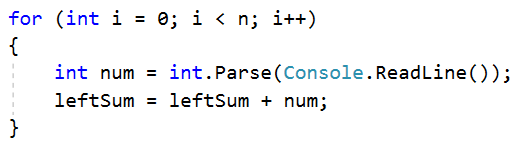 for (int i = 0; i < n; i++)
{
    int num = int.Parse(Console.ReadLine());
    leftSum = leftSum + num;
}